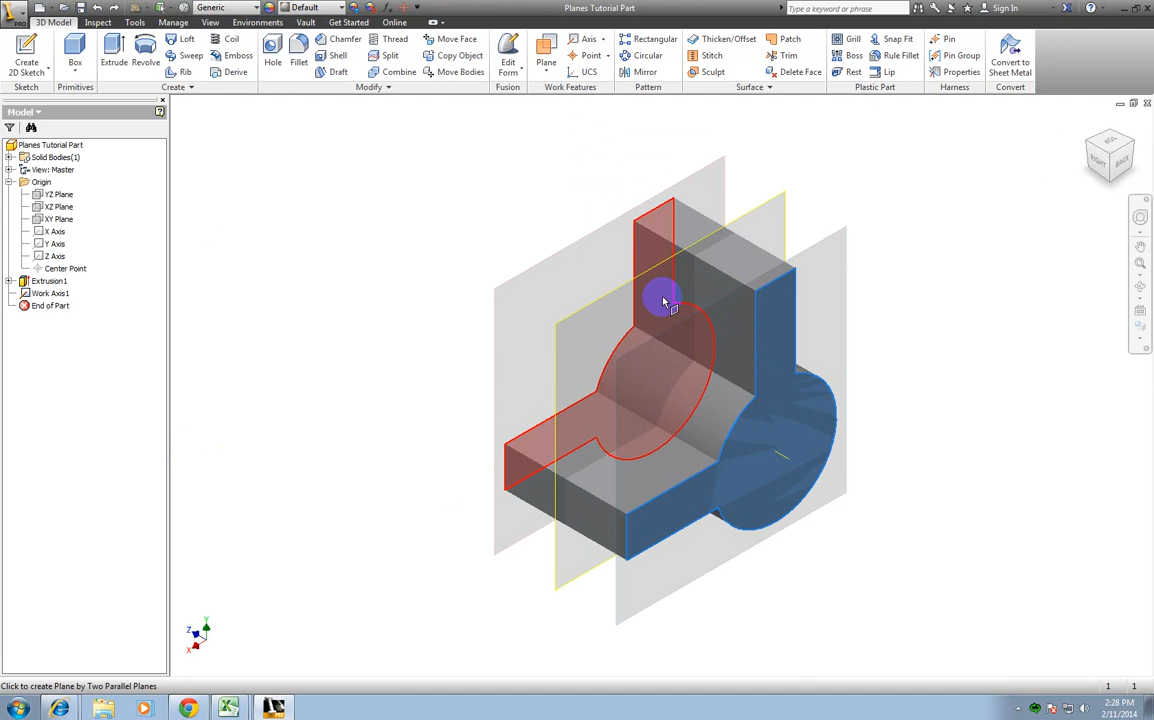 PRO
Generic
Default
Planes Tutorial Part
Type a keyword or phrase
Sign In
3D Model Inspect Tools Manage View Environments Vault Get Started Online
Create 2D Sketch
Box
Extrude
Revolve
Loft
Sweep
Rib
Coil
Emboss
Derive
Hole
Fillet
Chamfer
Shell
Draft
Thread
Split
Combine
Move Face
Copy Object
Move Bodies
Edit Form
Plane
Axis
Point
UCS
Rectangular
Circular
Mirror
Thicken/Offset
Stitch
Sculpt
Patch
Trim
Delete Face
Grill
Boss
Rest
Snap Fit
Rule Fillet
Lip
Pin
Pin Group
Properties
Convert to Sheet Metal
Sketch Primitives Create Modify Fusion Work Features Pattern Surface Plastic Part Harness Convert
Model
Planes Tutorial Part
Solid Bodies(1)
View: Master
Origin
YZ Plane
XZ Plane
XY Plane
X Axis
Y Axis
Z Axis
Center Point
Extrusion1
Work Axis1
End of Part
TOP
RIGHT
BACK
Y
Z
X
Click to create Plane by Two Parallel Planes
1 1
2:28 PM
2/11/2014